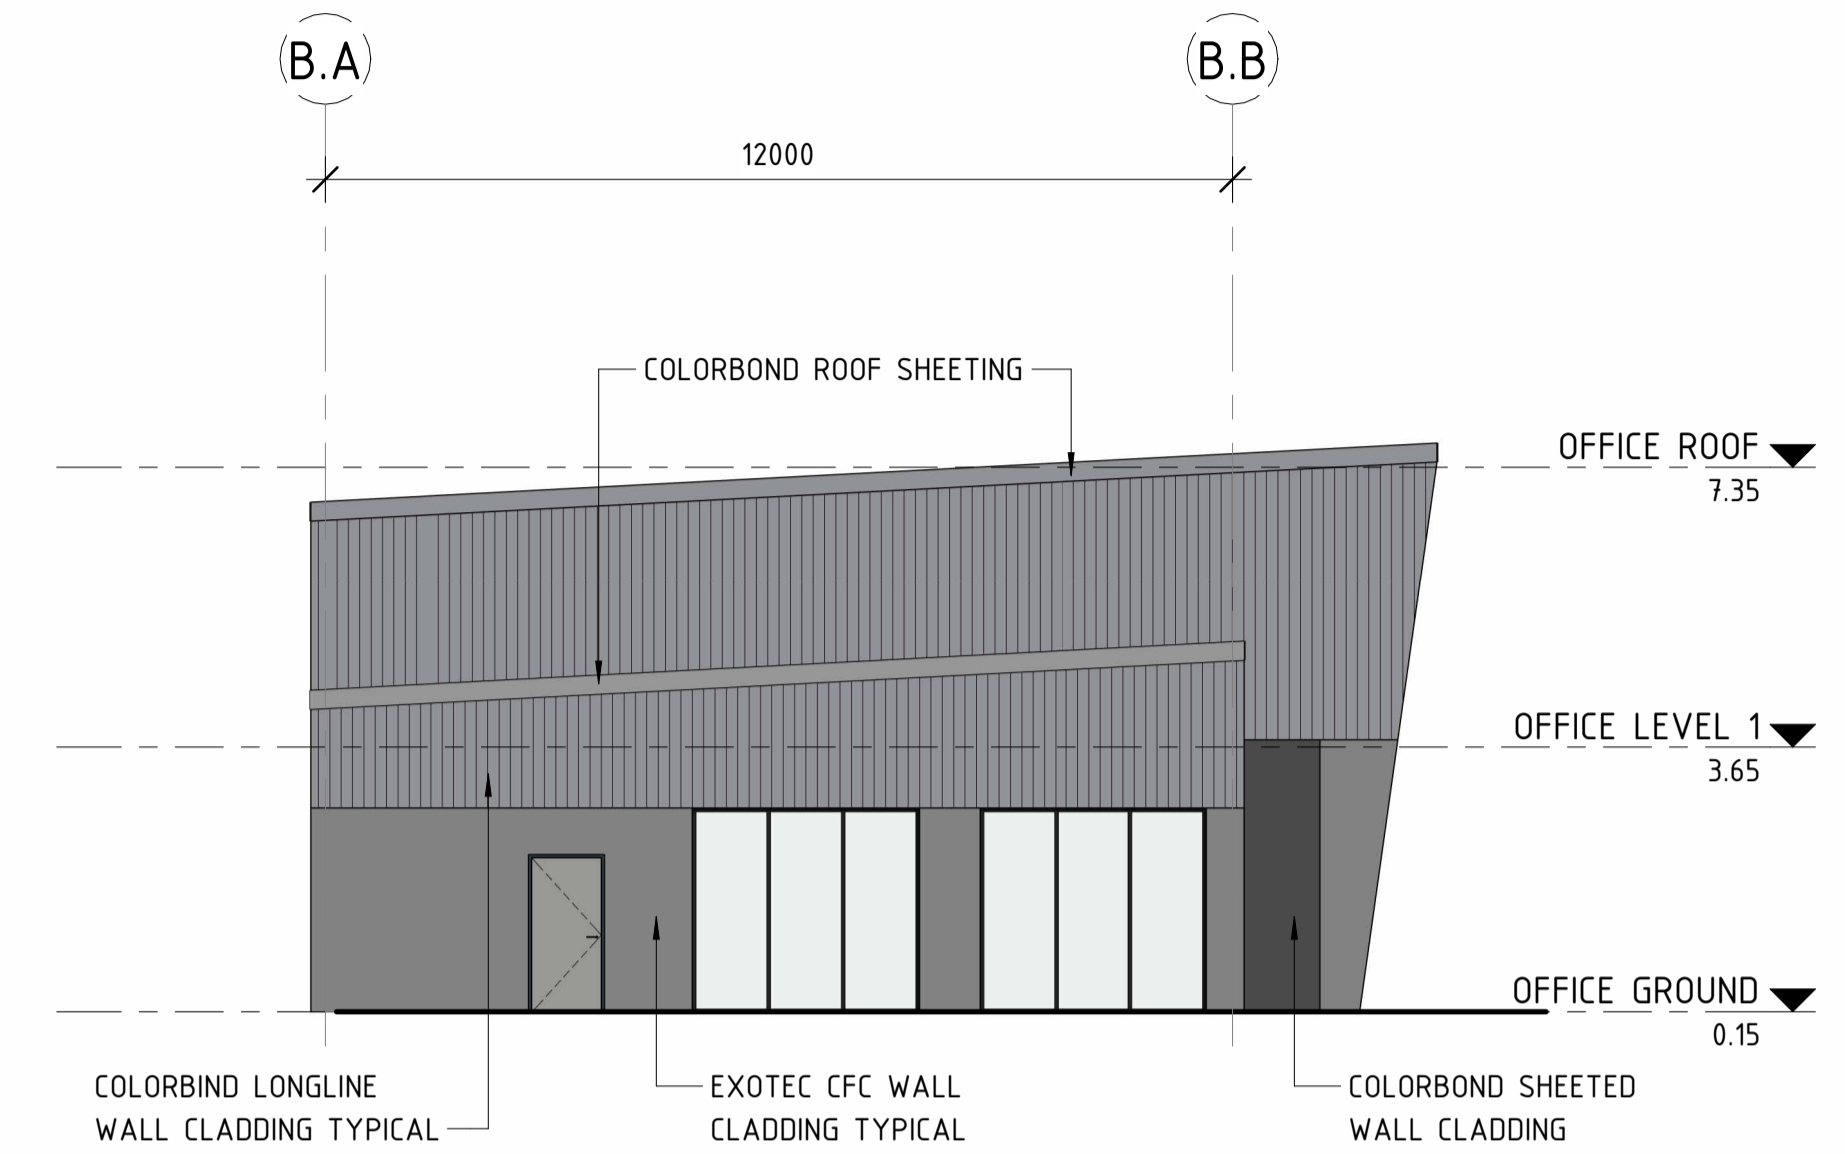 B.A
B.B
12000
COLORBOND ROOF SHEETING
OFFICE ROOF
7.35
OFFICE LEVEL 1
3.65
OFFICE GROUND
0.15
COLORBIND LONGLINE
WALL CLADDING TYPICAL
EXOTEC CFC WALL
CLADDING TYPICAL
COLORBOND SHEETED
WALL CLADDING